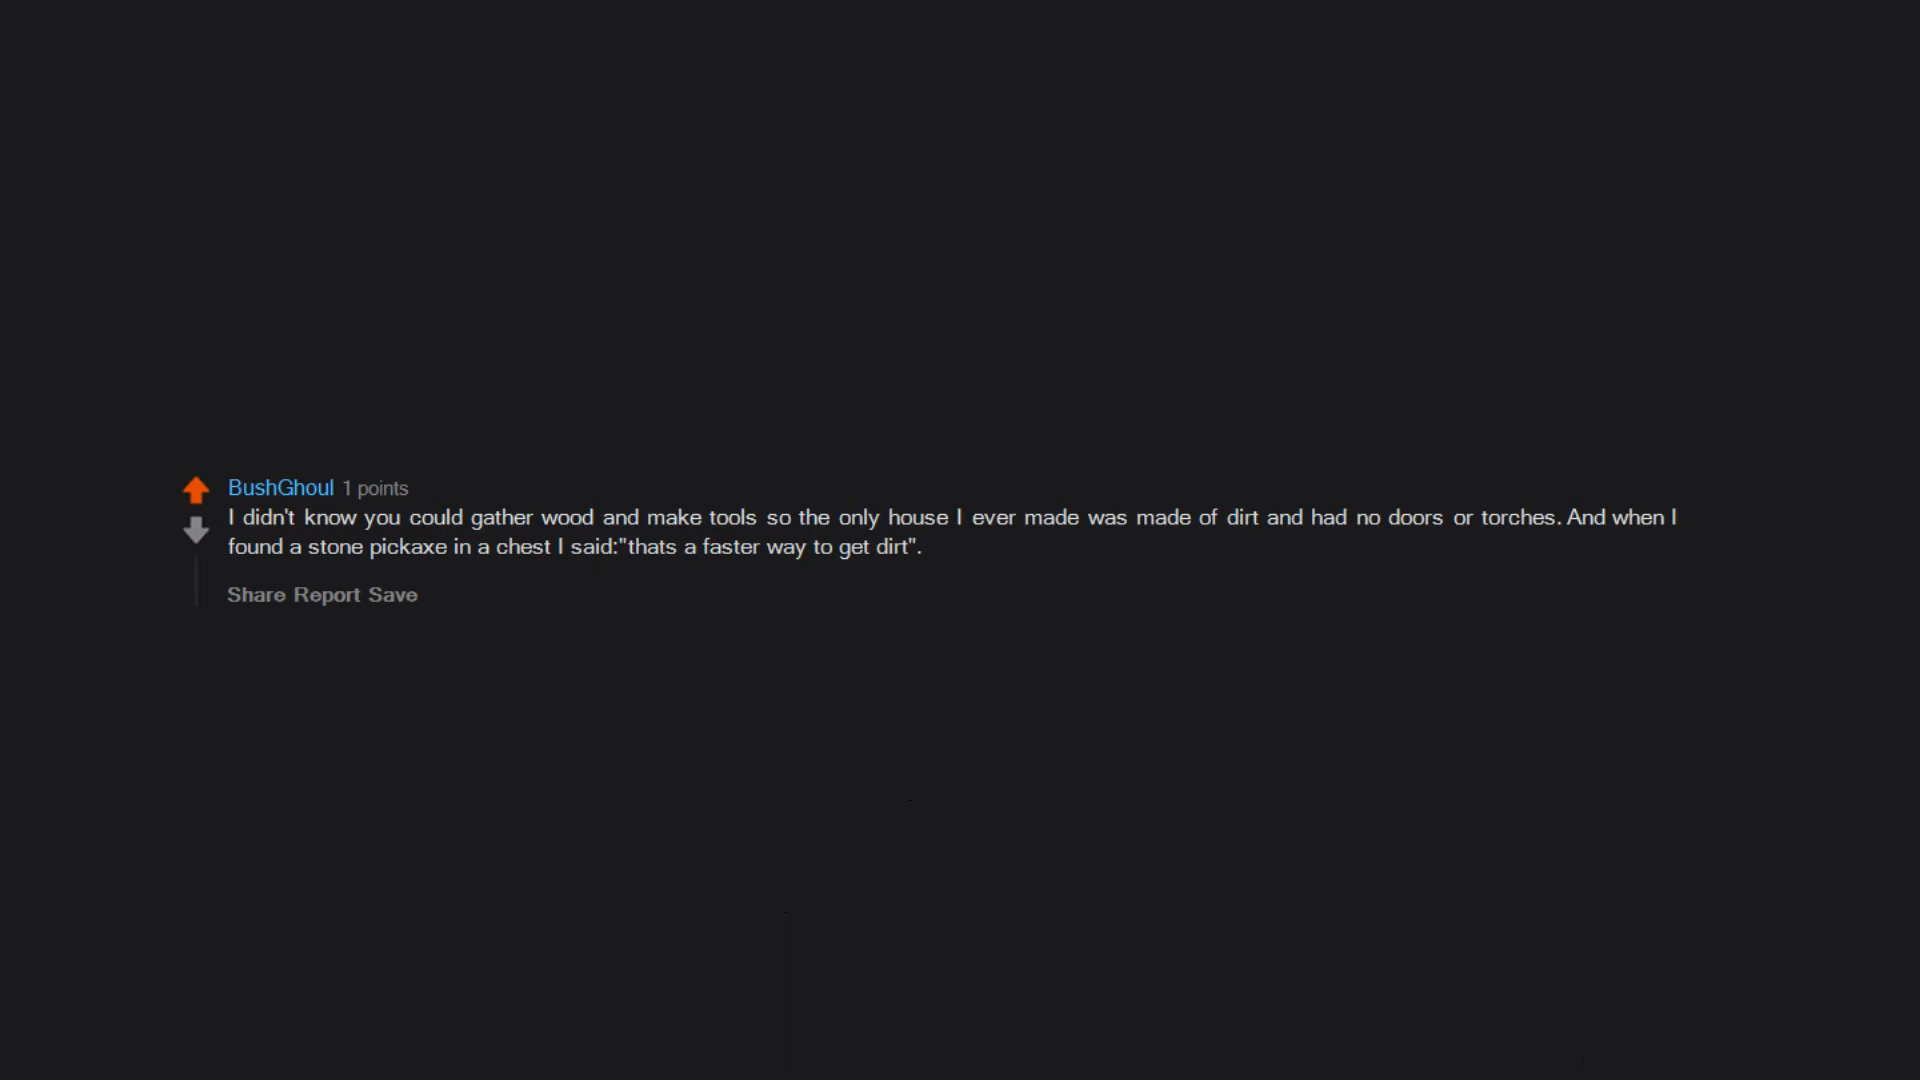 BushGhoul 1 points
I didn't know you could gather wood and make tools so the only house I ever made was made of dirt and had no doors or torches. And when I
found a stone pickaxe in a chest I said:"thats a faster way to get dirt".
Share Report Save